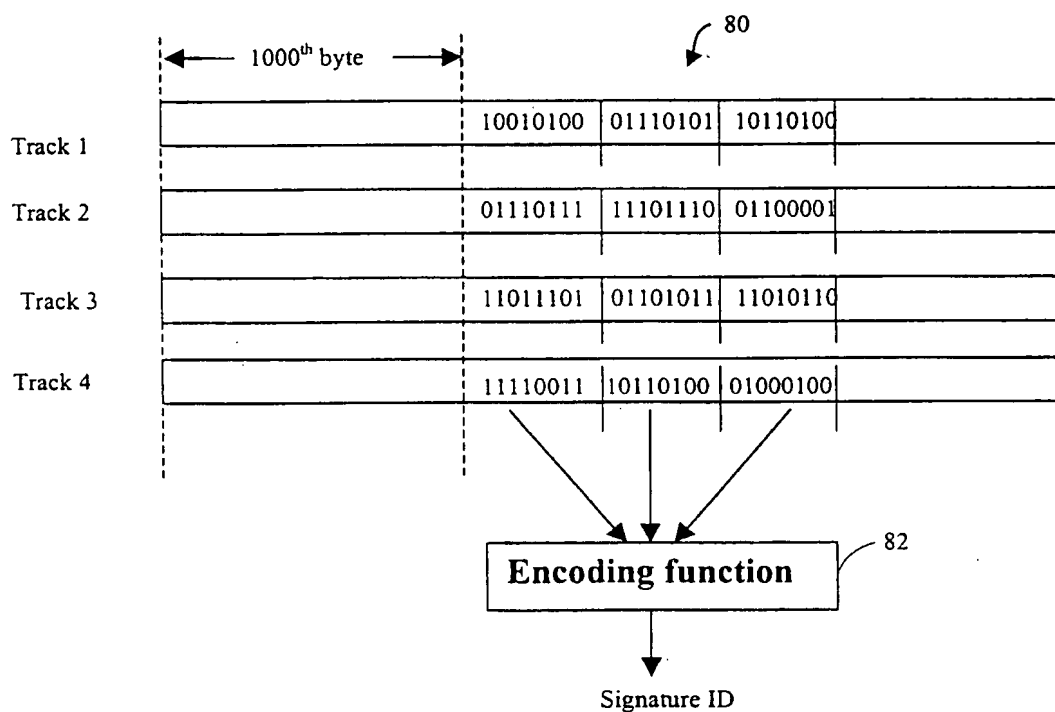 80
1000th byte
Track 1
10010100 01110101 10110100
Track 2
01110111 11101110 01100001
Track 3
11011101 01101011 11010110
Track 4
11110011 10110100 01000100
82
Encoding function
Signature ID